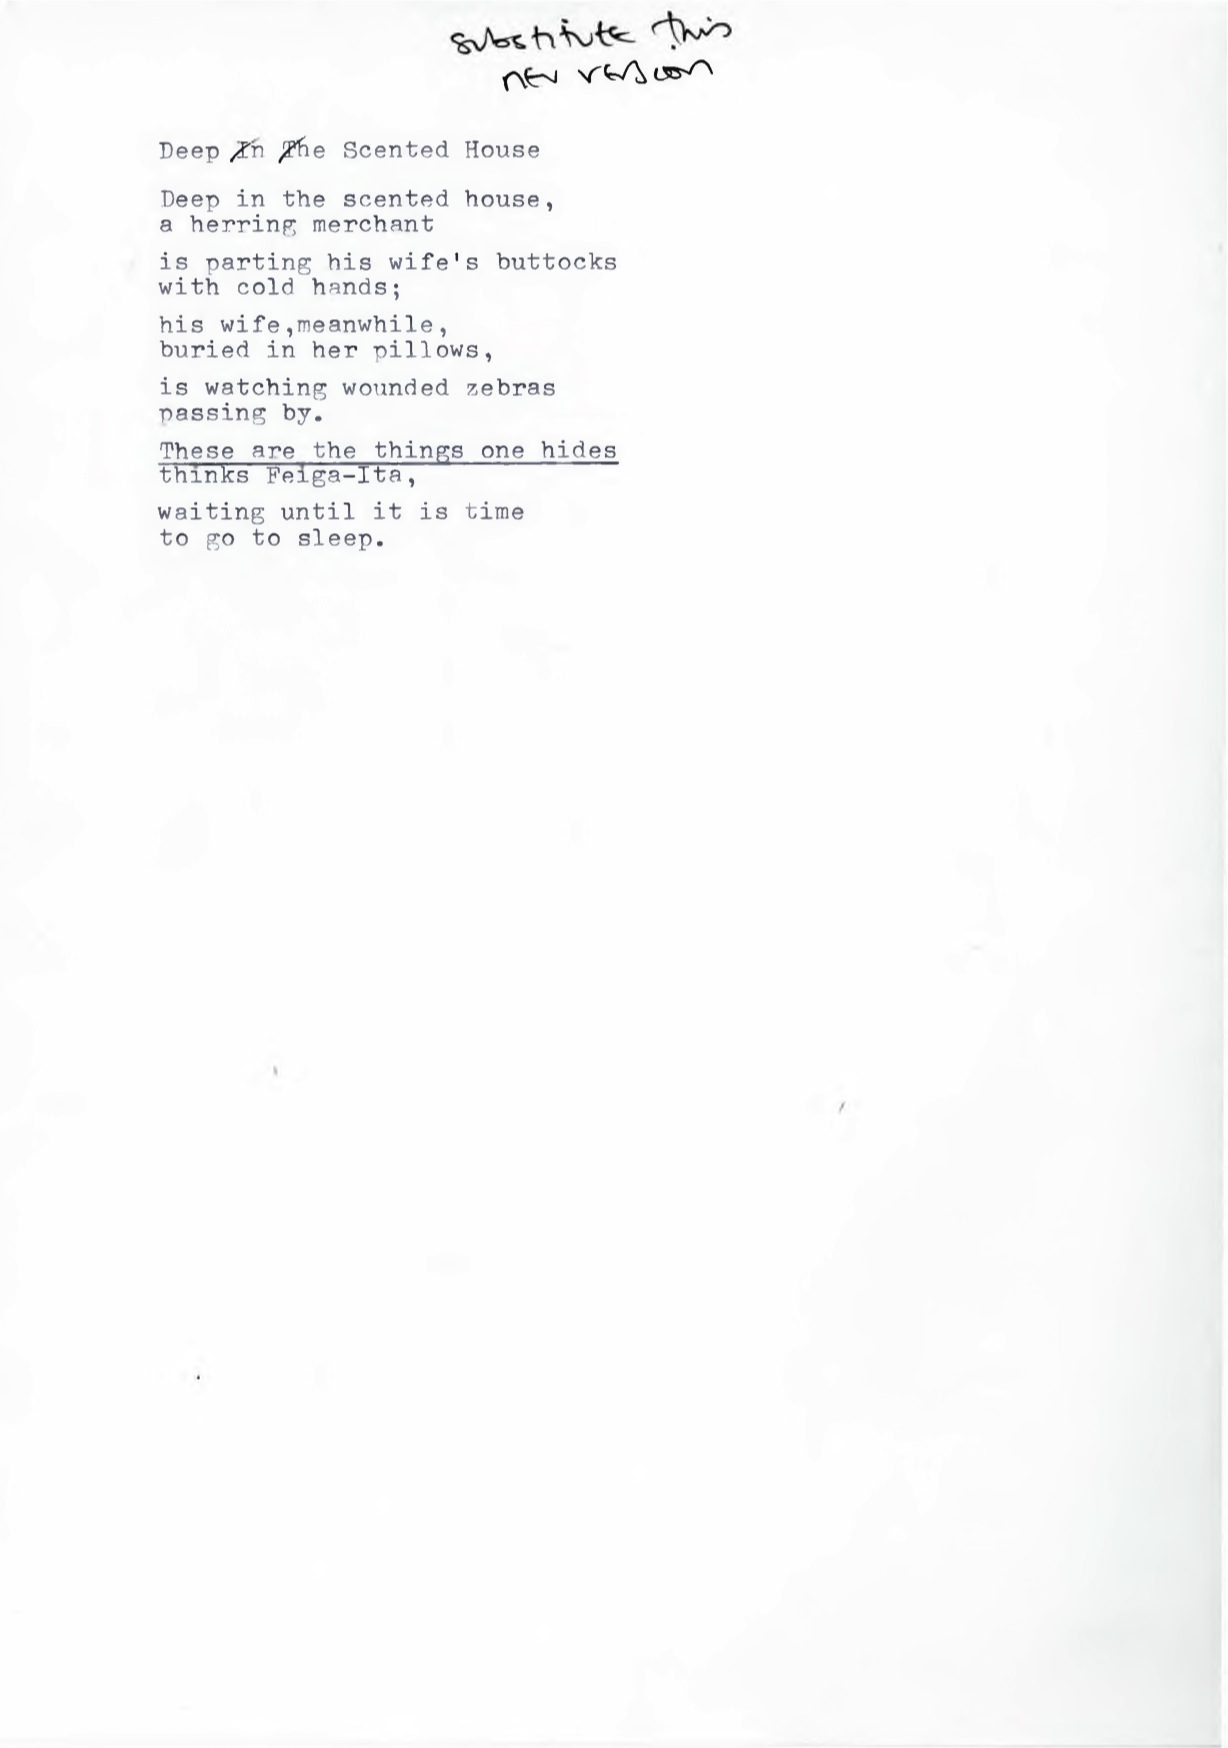 substitute this
new version
Deep In The Scented House
Deep in the scented house,
a herring merchant
is parting his wife's buttocks
with cold hands;
his wife,meanwhile,
buried in her pillows,
is watching wounded zebras
passing by.
These are the things one hides
thinks Feiga-Ita,
waiting until it is time
to go to sleep.